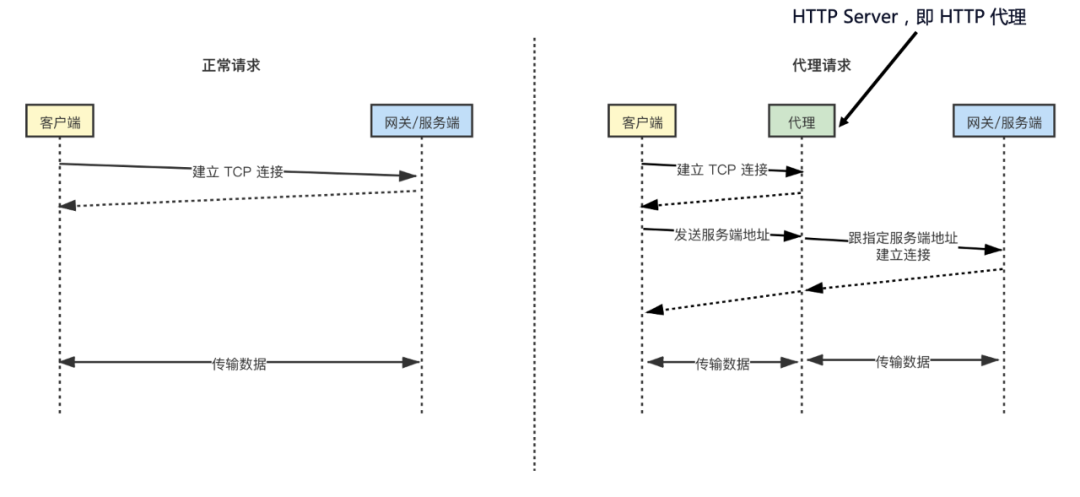 HTTP Server，即 HTTP 代理
正常请求
客户端
网关/服务端
建立 TCP 连接
传输数据
代理请求
客户端
代理
网关/服务端
建立 TCP 连接
发送服务端地址
跟指定服务端地址
建立连接
传输数据
传输数据